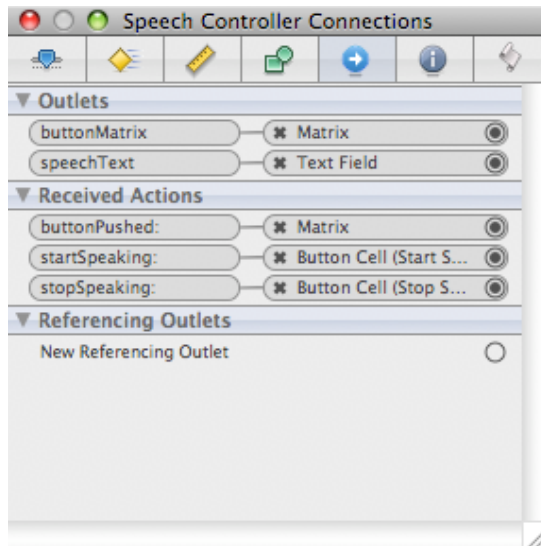 Speech Controller Connections
Outlets
buttonMatrix Matrix
speechText Text Field
Received Actions
buttonPushed: Matrix
startSpeaking: Button Cell (Start S...
stopSpeaking: Button Cell (Stop S...
Referencing Outlets
New Referencing Outlet